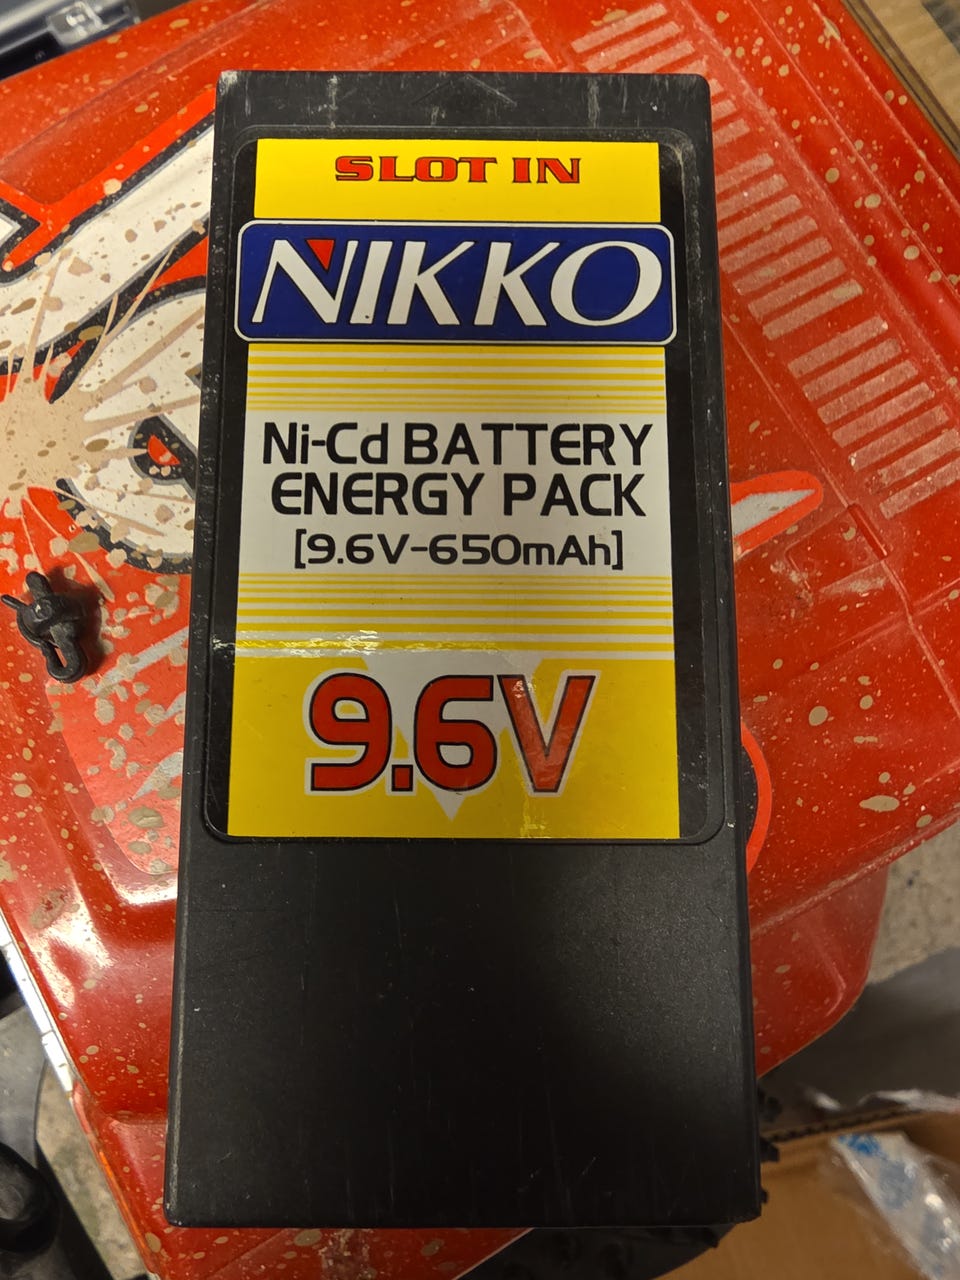 SLOT IN
NIKKO
Ni-Cd BATTERY
ENERGY PACK
[9.6V-650mAh]
9.6V